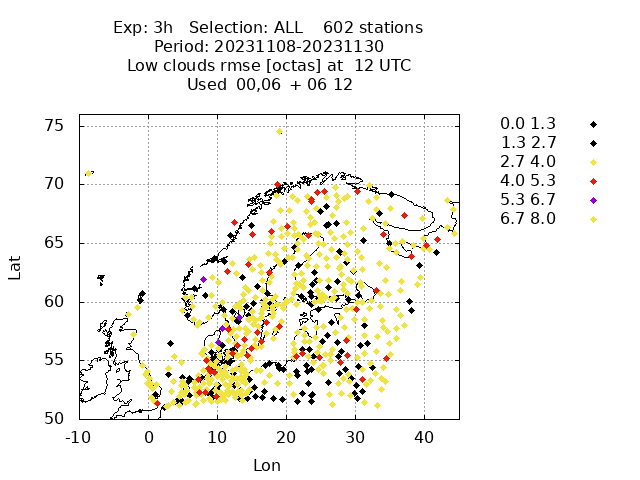 Exp: 3h   Selection: ALL    602 stations
Period: 20231108-20231130
Low clouds rmse [octas] at  12 UTC
Used  00,06  + 06 12
75
70
65
60
55
50
-10 0 10 20 30 40
Lat
Lon
0.0 1.3
1.3 2.7
2.7 4.0
4.0 5.3
5.3 6.7
6.7 8.0